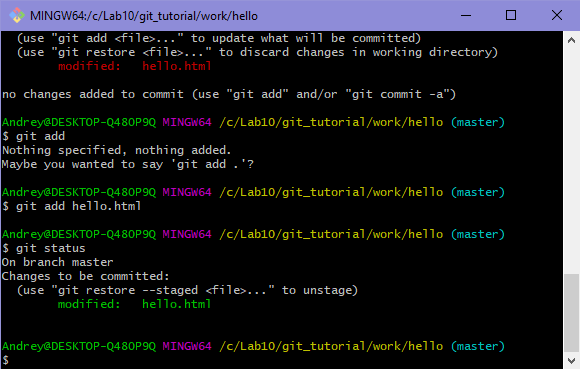 MINGW64:/c/Lab10/git_tutorial/work/hello
(use "git add <file>..." to update what will be committed)
(use "git restore <file>..." to discard changes in working directory)
modified:   hello.html
no changes added to commit (use "git add" and/or "git commit -a")
Andrey@DESKTOP-Q480P9Q MINGW64 /c/Lab10/git_tutorial/work/hello (master)
$ git add
Nothing specified, nothing added.
Maybe you wanted to say 'git add .'?
Andrey@DESKTOP-Q480P9Q MINGW64 /c/Lab10/git_tutorial/work/hello (master)
$ git add hello.html
Andrey@DESKTOP-Q480P9Q MINGW64 /c/Lab10/git_tutorial/work/hello (master)
$ git status
On branch master
Changes to be committed:
(use "git restore --staged <file>..." to unstage)
modified:   hello.html
Andrey@DESKTOP-Q480P9Q MINGW64 /c/Lab10/git_tutorial/work/hello (master)
$